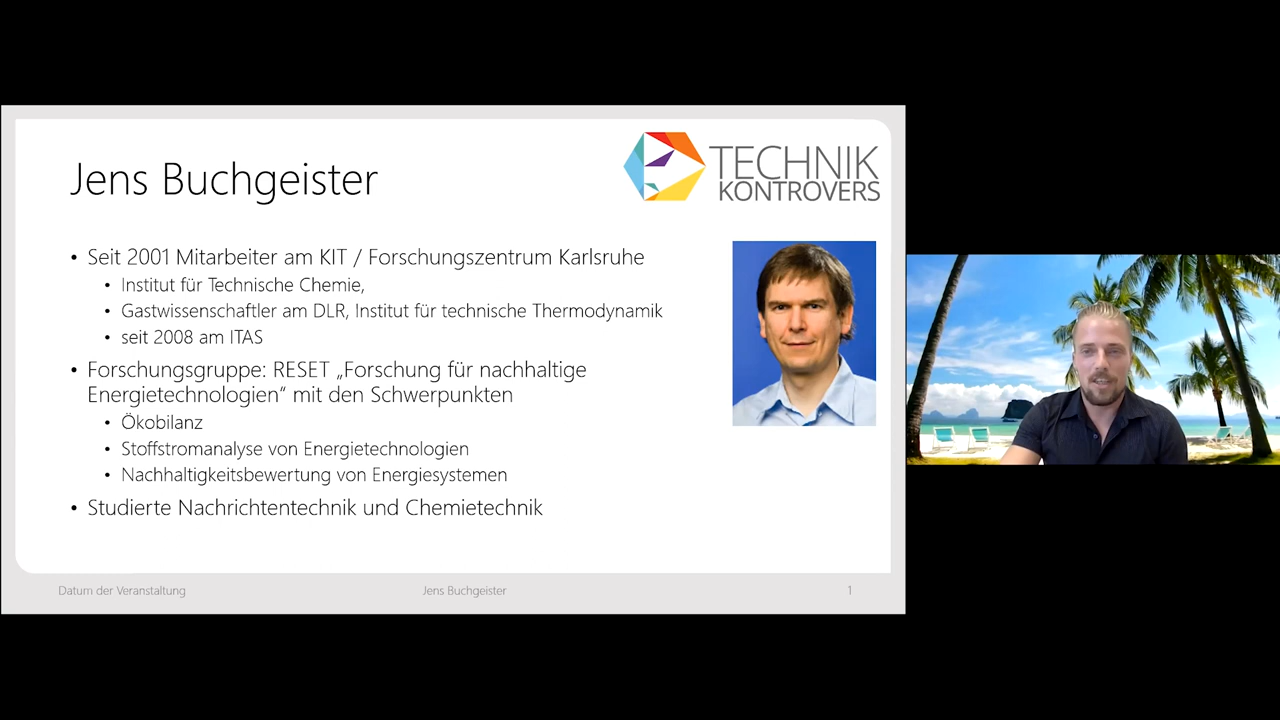 Jens Buchgeister
TECHNIK
KONTROVERS
• Seit 2001 Mitarbeiter am KIT / Forschungszentrum Karlsruhe
• Institut für Technische Chemie,
• Gastwissenschaftler am DLR, Institut für technische Thermodynamik
• seit 2008 am ITAS
• Forschungsgruppe: RESET „Forschung für nachhaltige
Energietechnologien“ mit den Schwerpunkten
• Ökobilanz
• Stoffstromanalyse von Energietechnologien
• Nachhaltigkeitsbewertung von Energiesystemen
• Studierte Nachrichtentechnik und Chemietechnik
Datum der Veranstaltung
Jens Buchgeister
1